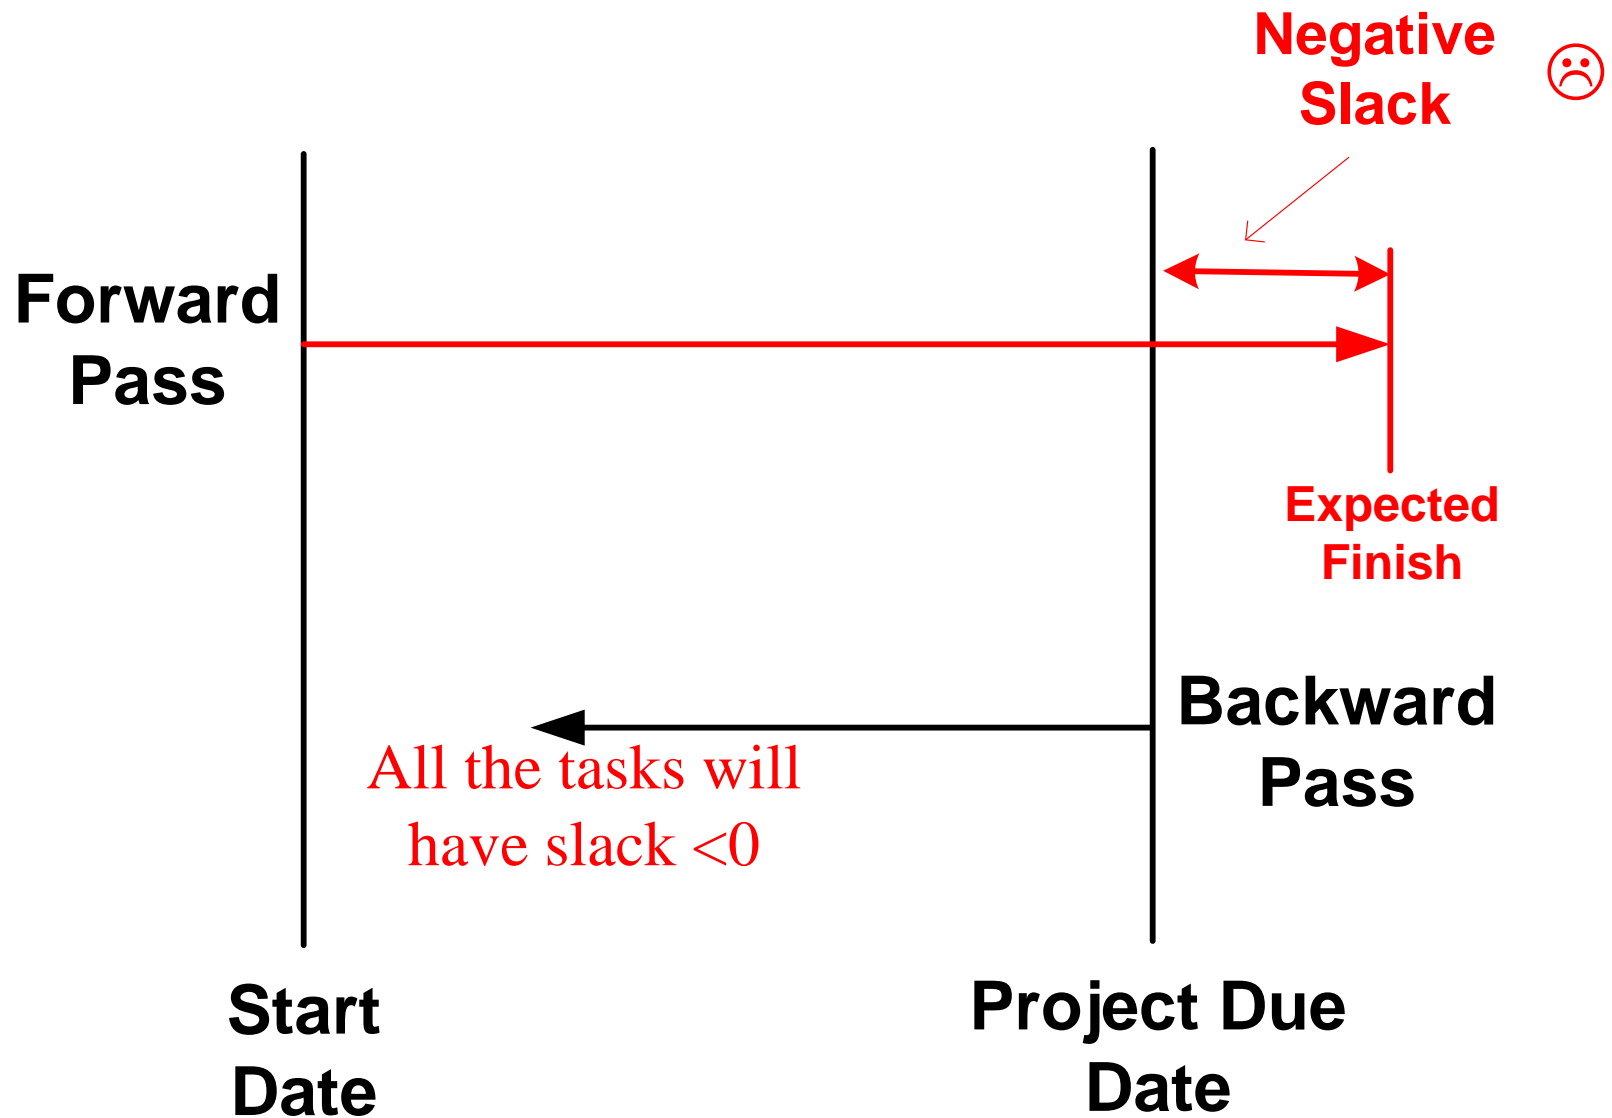 Negative
Slack
Forward
Pass
Expected
Finish
Backward
Pass
All the tasks will
have slack <0
Start
Date
Project Due
Date